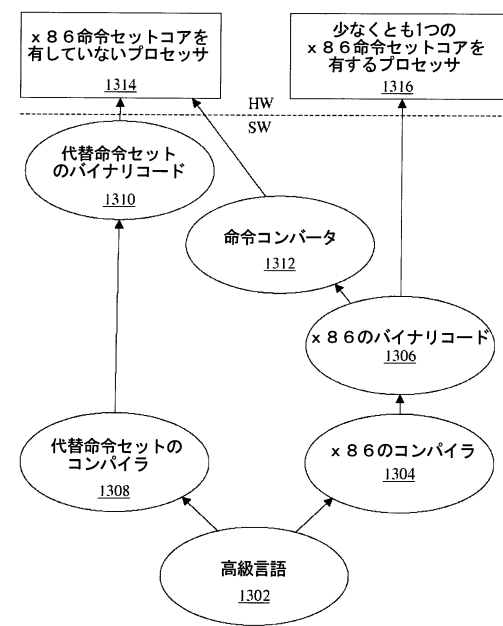 x86命令セットコアを
有していないプロセッサ
1314
少なくとも1つの
x86命令セットコアを
有するプロセッサ
1316
HW
SW
代替命令セット
のバイナリコード
1310
命令コンバータ
1312
x86のバイナリコード
1306
代替命令セットの
コンパイラ
1308
x86のコンパイラ
1304
高級言語
1302